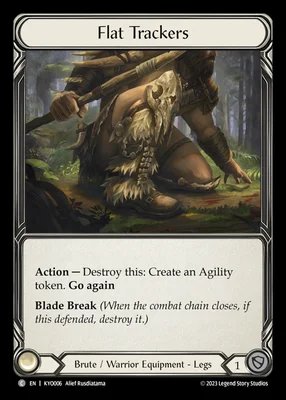 Flat Trackers
Action — Destroy this: Create an Agility
token. Go again
Blade Break (When the combat chain closes, if
this defended, destroy it.)
Brute / Warrior Equipment - Legs
1
C EN | KYO006 Alief Rusdiatama
© 2023 Legend Story Studios